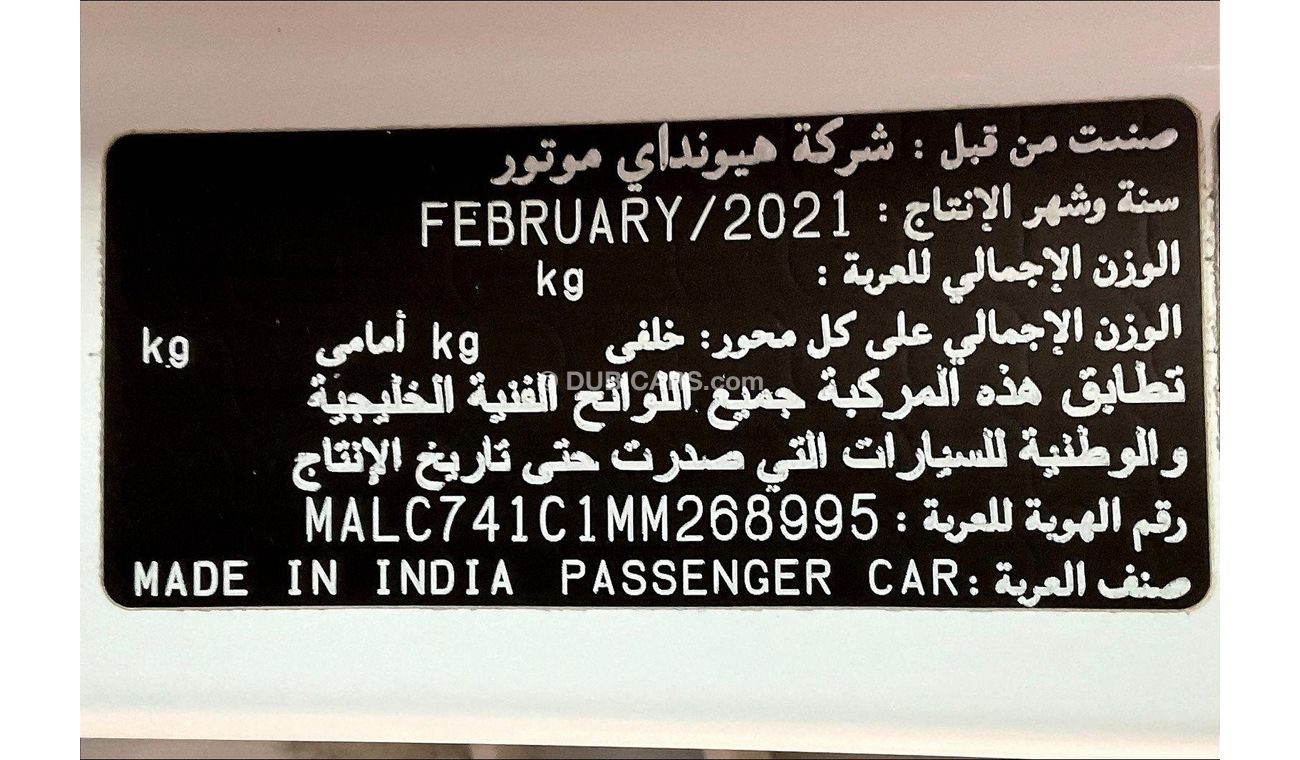 صنعت من قبل : شركة هيونداي موتور
سنة وشهر الإنتاج : FEBRUARY/2021
الوزن الإجمالي للعربة : kg
الوزن الإجمالي على كل محور: خلفى kg أمامى kg
تطابق هذه المركبة جميع اللوائح الفنية الخليجية
© DUBICARS.com
والوطنية للسيارات التي صدرت حتى تاريخ الإنتاج
رقم الهوية للعربة : MALC741C1MM268995
صنف العربة : MADE IN INDIA PASSENGER CAR